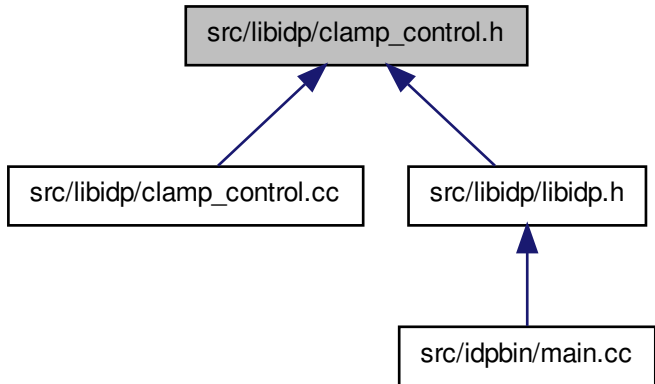 src/libidp/clamp_control.h
src/libidp/clamp_control.cc
src/libidp/libidp.h
src/idpbin/main.cc